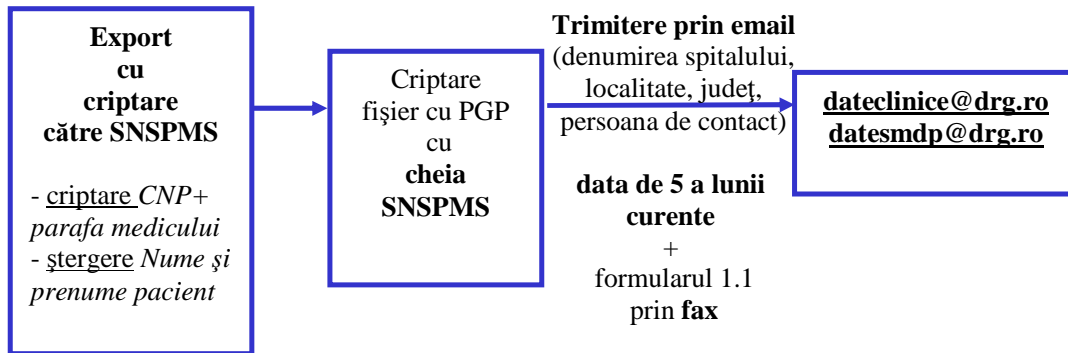 Export
cu
criptare
către SNSPMS
- criptare CNP+
parafa medicului
- ştergere Nume şi
prenume pacient
Criptare
fişier cu PGP
cu
cheia
SNSPMS
Trimitere prin email
(denumirea spitalului,
localitate, judeţ,
persoana de contact)
data de 5 a lunii
curente
+
formularul 1.1
prin fax
dateclinice@drg.ro
datesmdp@drg.ro